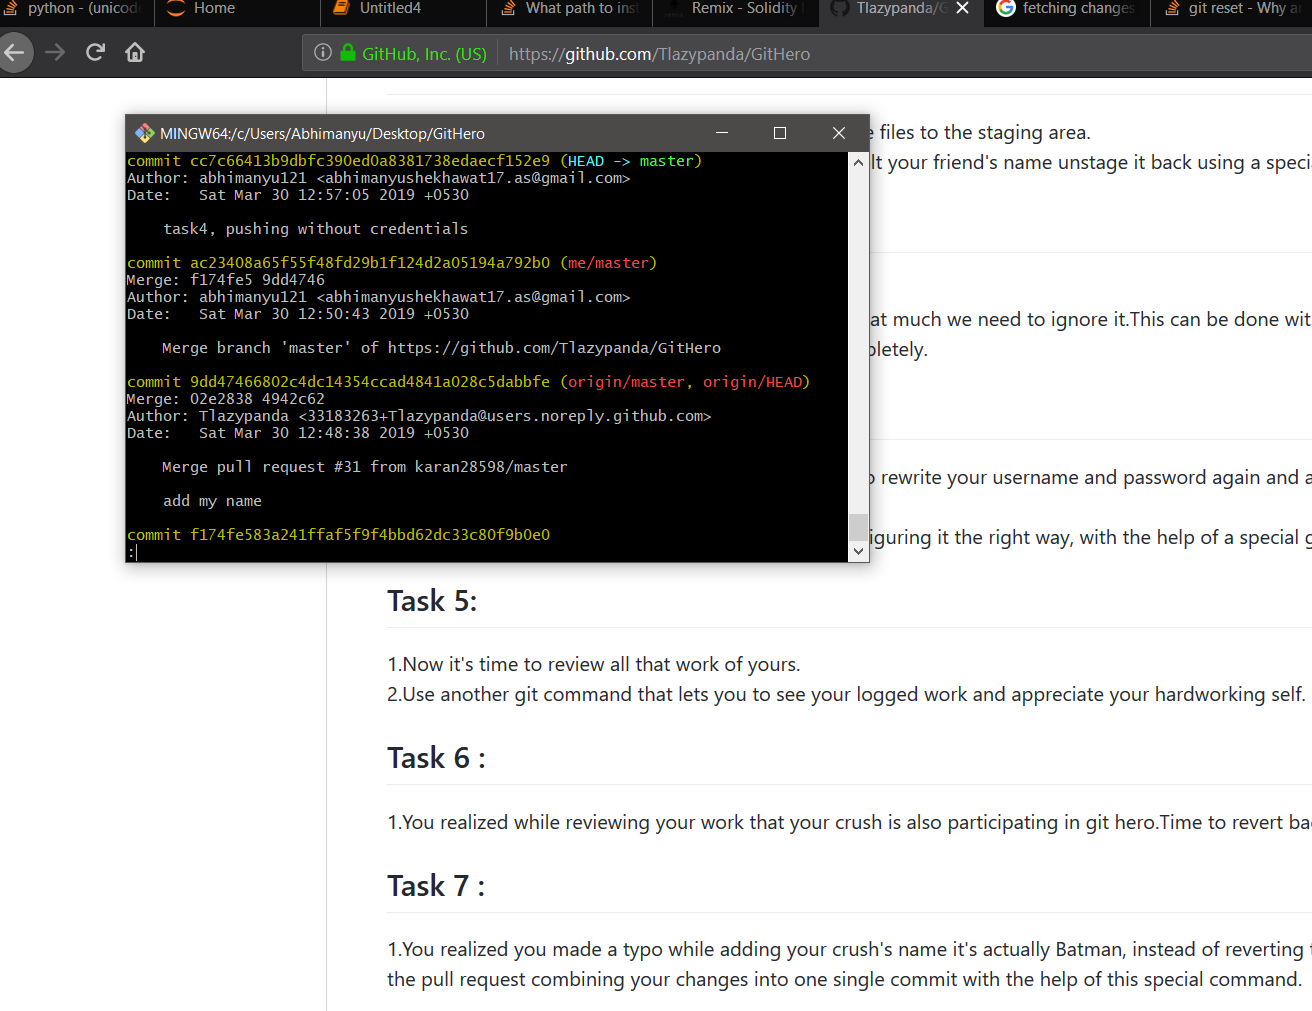 python - (unicod
Home
Untitled4
What path to inst
Remix - Solidity
Tlazypanda/G
fetching changes
git reset - Why a
GitHub, Inc. (US)
https://github.com/Tlazypanda/GitHero
MINGW64:/c/Users/Abhimanyu/Desktop/GitHero
commit cc7c66413b9dbfc390ed0a8381738edaecf152e9 (HEAD -> master)
Author: abhimanyu121 <abhimanyushekhawat17.as@gmail.com>
Date:   Sat Mar 30 12:57:05 2019 +0530
task4, pushing without credentials
commit ac23408a65f55f48fd29b1f124d2a05194a792b0 (me/master)
Merge: f174fe5 9dd4746
Author: abhimanyu121 <abhimanyushekhawat17.as@gmail.com>
Date:   Sat Mar 30 12:50:43 2019 +0530
Merge branch 'master' of https://github.com/Tlazypanda/GitHero
commit 9dd47466802c4dc14354ccad4841a028c5dabbfe (origin/master, origin/HEAD)
Merge: 02e2838 4942c62
Author: Tlazypanda <33183263+Tlazypanda@users.noreply.github.com>
Date:   Sat Mar 30 12:48:38 2019 +0530
Merge pull request #31 from karan28598/master
add my name
commit f174fe583a241ffaf5f9f4bbd62dc33c80f9b0e0
:
files to the staging area.
lt your friend's name unstage it back using a speci
at much we need to ignore it.This can be done wit
pletely.
rewrite your username and password again and a
iguring it the right way, with the help of a special g
Task 5:
1.Now it's time to review all that work of yours.
2.Use another git command that lets you to see your logged work and appreciate your hardworking self.
Task 6 :
1.You realized while reviewing your work that your crush is also participating in git hero.Time to revert ba
Task 7 :
1.You realized you made a typo while adding your crush's name it's actually Batman, instead of reverting
the pull request combining your changes into one single commit with the help of this special command.